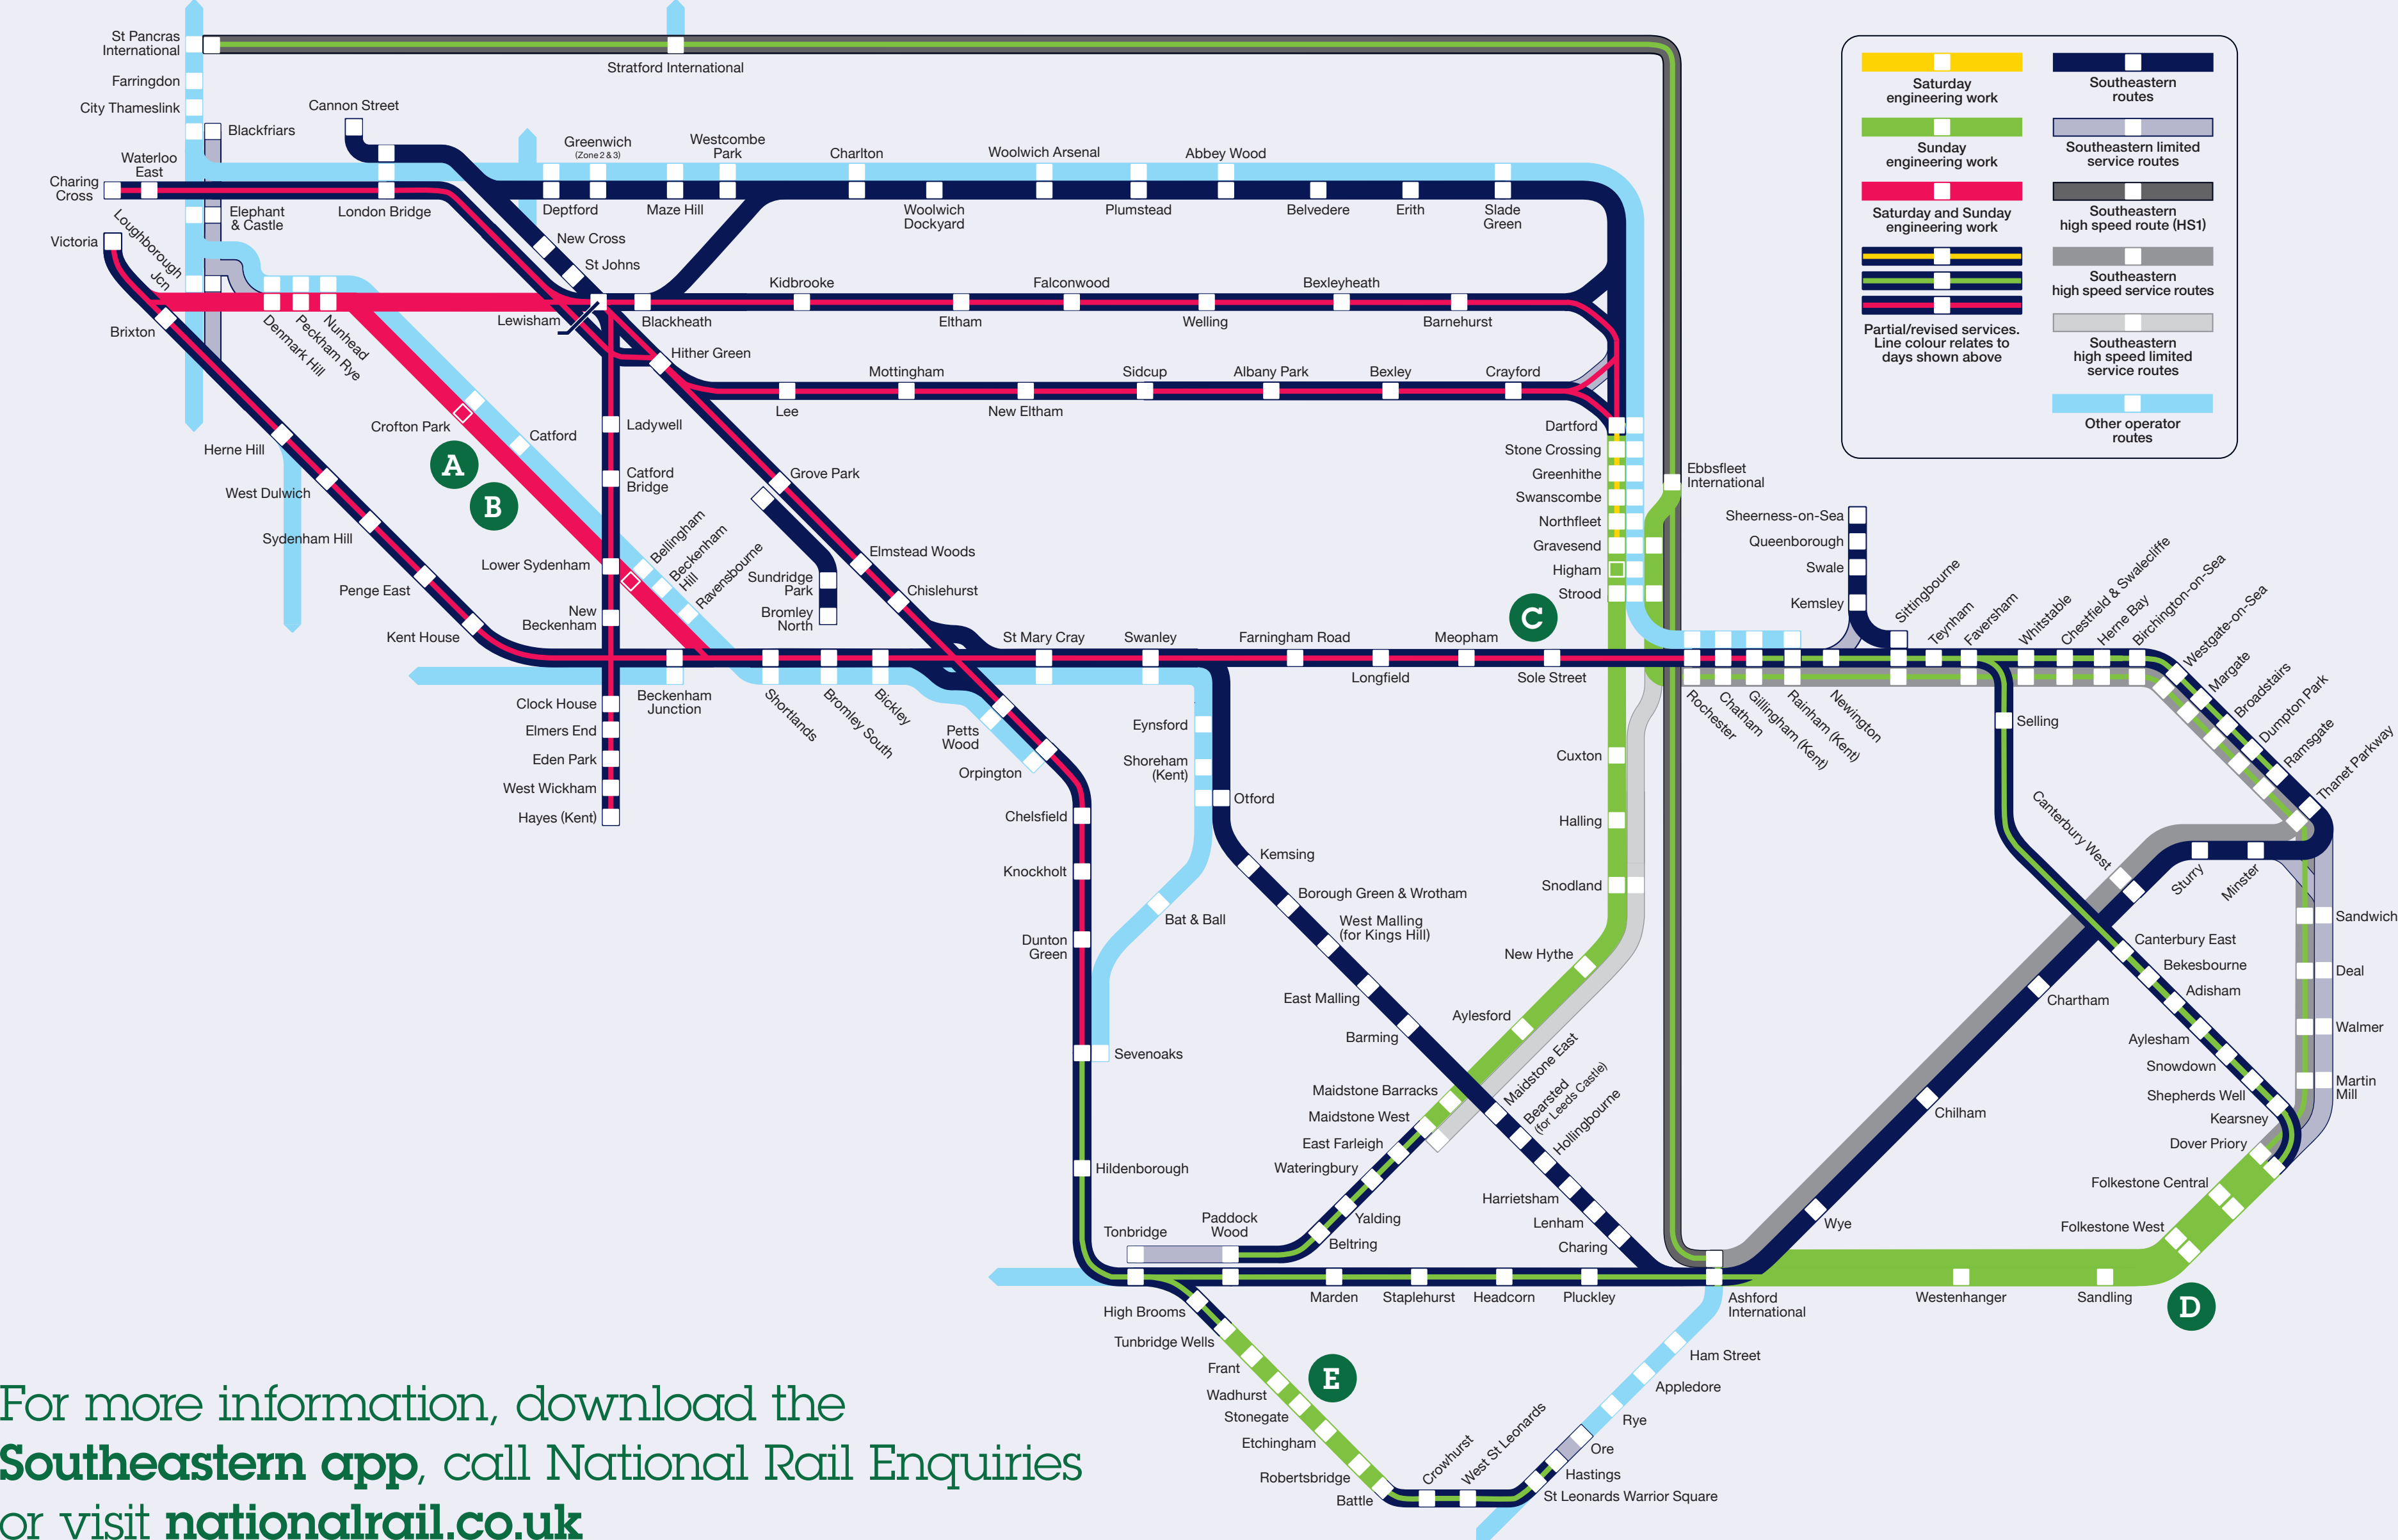 St Pancras
International
Stratford International
Farringdon
City Thameslink
Blackfriars
Cannon Street
Waterloo
East
Charing
Cross
London Bridge
Elephant
& Castle
Loughborough
Jcn
Victoria
Brixton
Greenwich
(Zone 2 & 3)
Westcombe
Park
Charlton
Woolwich Arsenal
Abbey Wood
Deptford
Maze Hill
Woolwich
Dockyard
Plumstead
Belvedere
Erith
Slade
Green
New Cross
St Johns
Lewisham
Blackheath
Kidbrooke
Eltham
Falconwood
Welling
Bexleyheath
Barnehurst
Denmark Hill
Peckham Rye
Nunhead
Hither Green
Lee
Mottingham
New Eltham
Sidcup
Albany Park
Bexley
Crayford
Crofton Park
Catford
A
B
Ladywell
Catford
Bridge
Herne Hill
West Dulwich
Sydenham Hill
Penge East
Kent House
Lower Sydenham
New
Beckenham
Bellingham
Beckenham
Hill
Ravensbourne
Grove Park
Sundridge
Park
Bromley
North
Elmstead Woods
Chislehurst
Clock House
Elmers End
Eden Park
West Wickham
Hayes (Kent)
Beckenham
Junction
Shortlands
Bromley South
Bickley
Petts
Wood
Orpington
St Mary Cray
Swanley
Farningham Road
Longfield
Meopham
Sole Street
Dartford
Stone Crossing
Greenhithe
Swanscombe
Northfleet
Gravesend
Higham
Strood
C
Ebbsfleet
International
Sheerness-on-Sea
Queenborough
Swale
Kemsley
Sittingbourne
Teynham
Faversham
Whitstable
Chestfield & Swalecliffe
Herne Bay
Birchington-on-Sea
Westgate-on-Sea
Margate
Broadstairs
Dumpton Park
Ramsgate
Thanet Parkway
Rochester
Chatham
Gillingham (Kent)
Rainham (Kent)
Newington
Selling
Eynsford
Shoreham
(Kent)
Otford
Bat & Ball
Kemsing
Borough Green & Wrotham
West Malling
(for Kings Hill)
East Malling
Barming
Maidstone East
Bearsted
(for Leeds Castle)
Hollingbourne
Harrietsham
Lenham
Charing
Chelsfield
Knockholt
Dunton
Green
Sevenoaks
Hildenborough
Cuxton
Halling
Snodland
New Hythe
Aylesford
Maidstone Barracks
Maidstone West
East Farleigh
Wateringbury
Yalding
Beltring
Tonbridge
Paddock
Wood
Marden
Staplehurst
Headcorn
Pluckley
Ashford
International
Canterbury West
Sturry
Minster
Chartham
Chilham
Wye
Canterbury East
Bekesbourne
Adisham
Aylesham
Snowdown
Shepherds Well
Kearsney
Dover Priory
Sandwich
Deal
Walmer
Martin
Mill
Folkestone Central
Folkestone West
Westenhanger
Sandling
D
High Brooms
Tunbridge Wells
Frant
Wadhurst
Stonegate
Etchingham
Robertsbridge
Battle
E
Crowhurst
West St Leonards
St Leonards Warrior Square
Hastings
Ore
Rye
Appledore
Ham Street
Saturday
engineering work
Sunday
engineering work
Saturday and Sunday
engineering work
Partial/revised services.
Line colour relates to
days shown above
Southeastern
routes
Southeastern limited
service routes
Southeastern
high speed route (HS1)
Southeastern
high speed service routes
Southeastern
high speed limited
service routes
Other operator
routes
For more information, download the
Southeastern app, call National Rail Enquiries
or visit nationalrail.co.uk